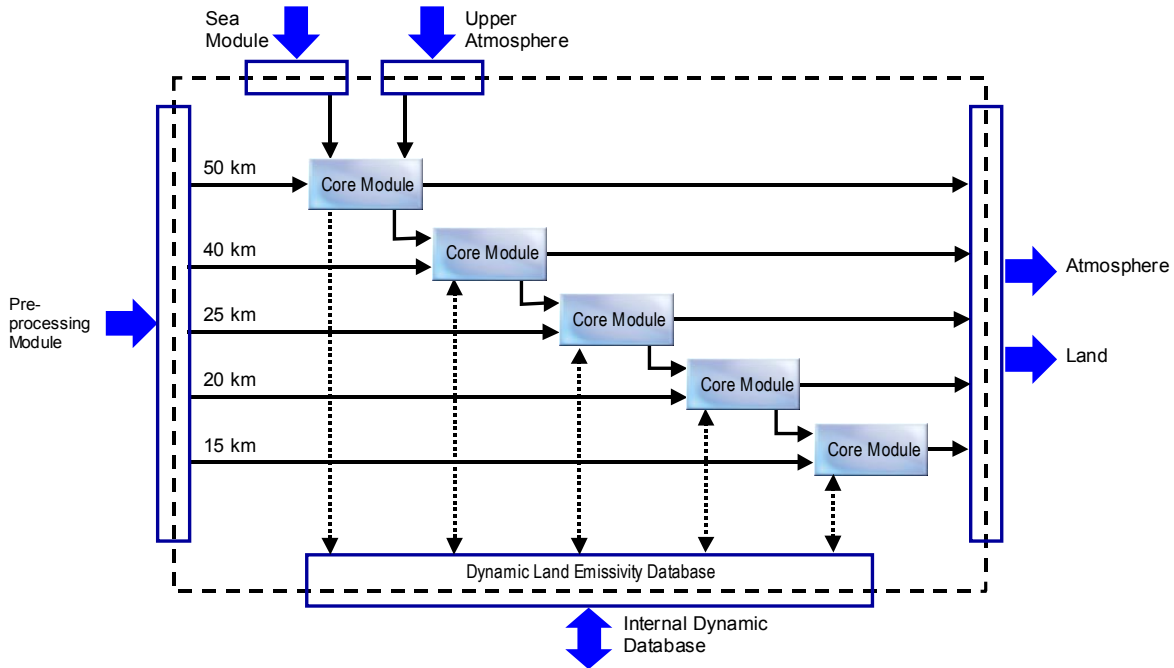 Sea
Module
Upper
Atmosphere
50 km
Core Module
40 km
Core Module
Atmosphere
Pre-
processing
Module
25 km
Core Module
Land
20 km
Core Module
15 km
Core Module
Dynamic Land Emissivity Database
Internal Dynamic
Database